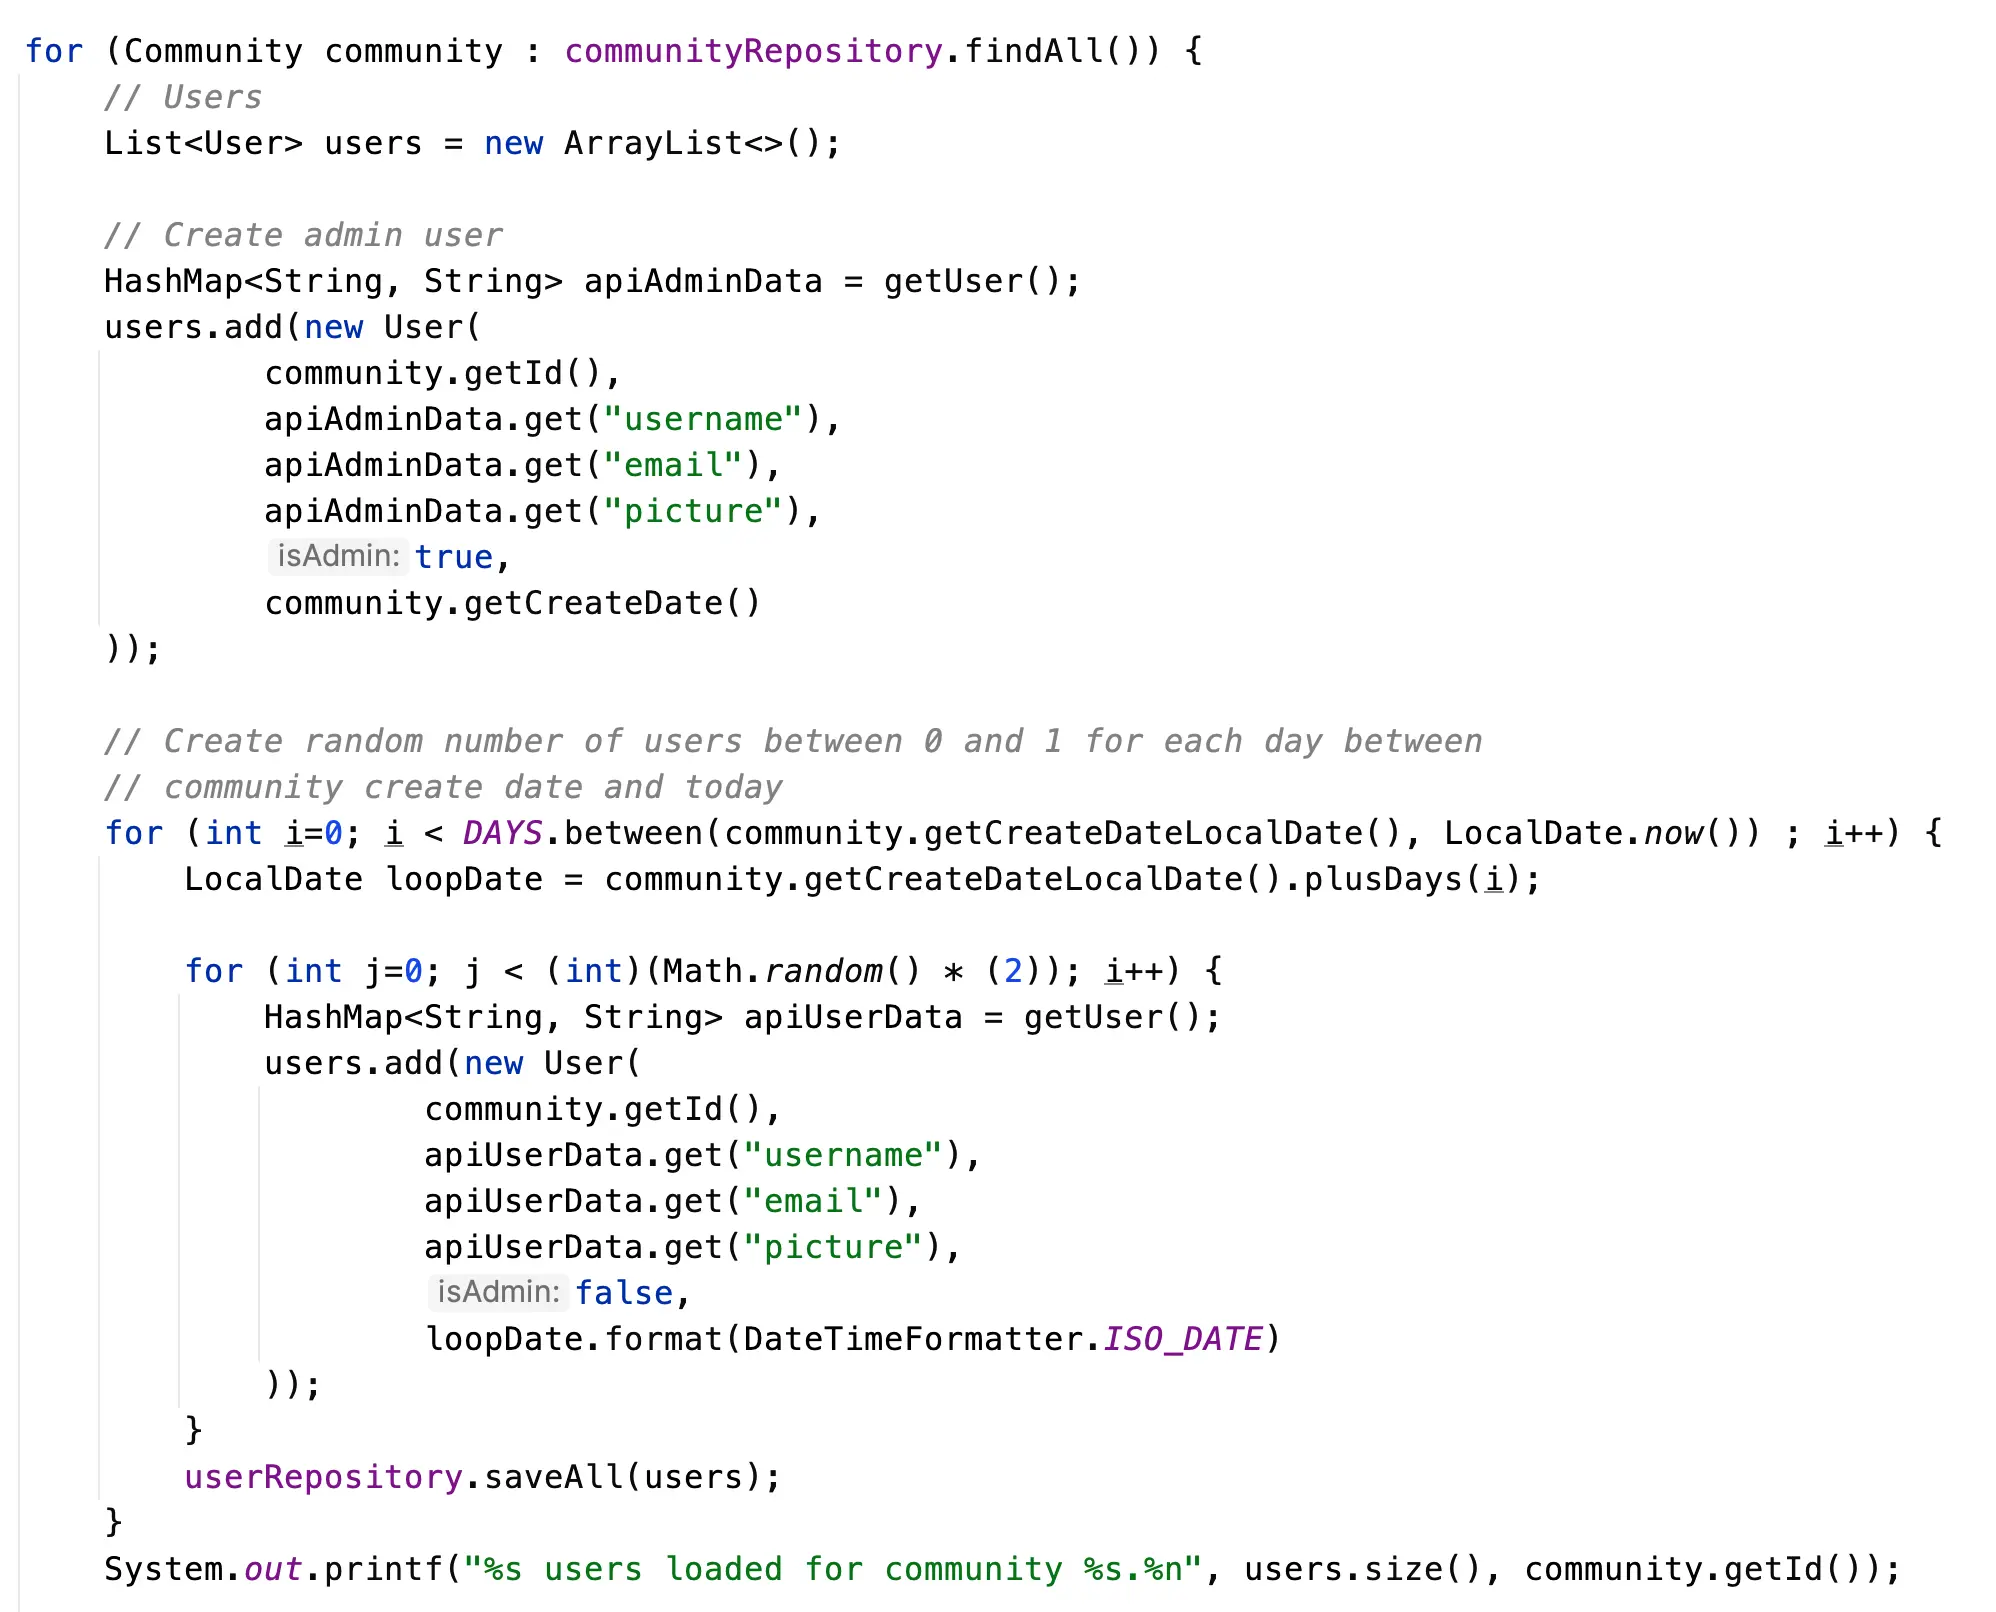 for (Community community : communityRepository.findAll()) {
// Users
List<User> users = new ArrayList<>();
// Create admin user
HashMap<String, String> apiAdminData = getUser();
users.add(new User(
community.getId(),
apiAdminData.get("username"),
apiAdminData.get("email"),
apiAdminData.get("picture"),
isAdmin: true,
community.getCreateDate()
));
// Create random number of users between 0 and 1 for each day between
// community create date and today
for (int i=0; i < DAYS.between(community.getCreateDateLocalDate(), LocalDate.now()) ; i++) {
LocalDate loopDate = community.getCreateDateLocalDate().plusDays(i);
for (int j=0; j < (int)(Math.random() * (2)); i++) {
HashMap<String, String> apiUserData = getUser();
users.add(new User(
community.getId(),
apiUserData.get("username"),
apiUserData.get("email"),
apiUserData.get("picture"),
isAdmin: false,
loopDate.format(DateTimeFormatter.ISO_DATE)
));
}
userRepository.saveAll(users);
}
System.out.printf("%s users loaded for community %s.%n", users.size(), community.getId());